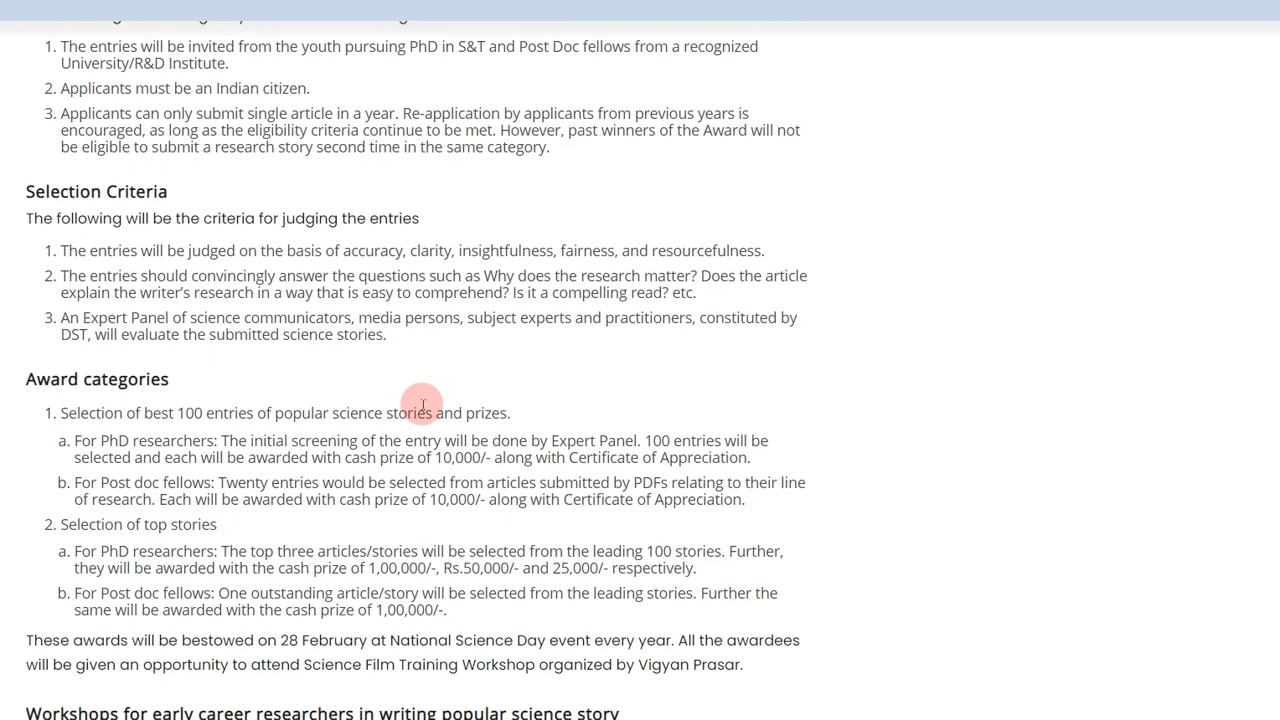 1. The entries will be invited from the youth pursuing PhD in S&T and Post Doc fellows from a recognized
University/R&D Institute.
2. Applicants must be an Indian citizen.
3. Applicants can only submit single article in a year. Re-application by applicants from previous years is
encouraged, as long as the eligibility criteria continue to be met. However, past winners of the Award will not
be eligible to submit a research story second time in the same category.
Selection Criteria
The following will be the criteria for judging the entries
1. The entries will be judged on the basis of accuracy, clarity, insightfulness, fairness, and resourcefulness.
2. The entries should convincingly answer the questions such as Why does the research matter? Does the article
explain the writer's research in a way that is easy to comprehend? Is it a compelling read? etc.
3. An Expert Panel of science communicators, media persons, subject experts and practitioners, constituted by
DST, will evaluate the submitted science stories.
Award categories
1. Selection of best 100 entries of popular science stories and prizes.
a. For PhD researchers: The initial screening of the entry will be done by Expert Panel. 100 entries will be
selected and each will be awarded with cash prize of 10,000/- along with Certificate of Appreciation.
b. For Post doc fellows: Twenty entries would be selected from articles submitted by PDFs relating to their line
of research. Each will be awarded with cash prize of 10,000/- along with Certificate of Appreciation.
2. Selection of top stories
a. For PhD researchers: The top three articles/stories will be selected from the leading 100 stories. Further,
they will be awarded with the cash prize of 1,00,000/-, Rs.50,000/- and 25,000/- respectively.
b. For Post doc fellows: One outstanding article/story will be selected from the leading stories. Further the
same will be awarded with the cash prize of 1,00,000/-.
These awards will be bestowed on 28 February at National Science Day event every year. All the awardees
will be given an opportunity to attend Science Film Training Workshop organized by Vigyan Prasar.
Workshops for early career researchers in writing popular science story